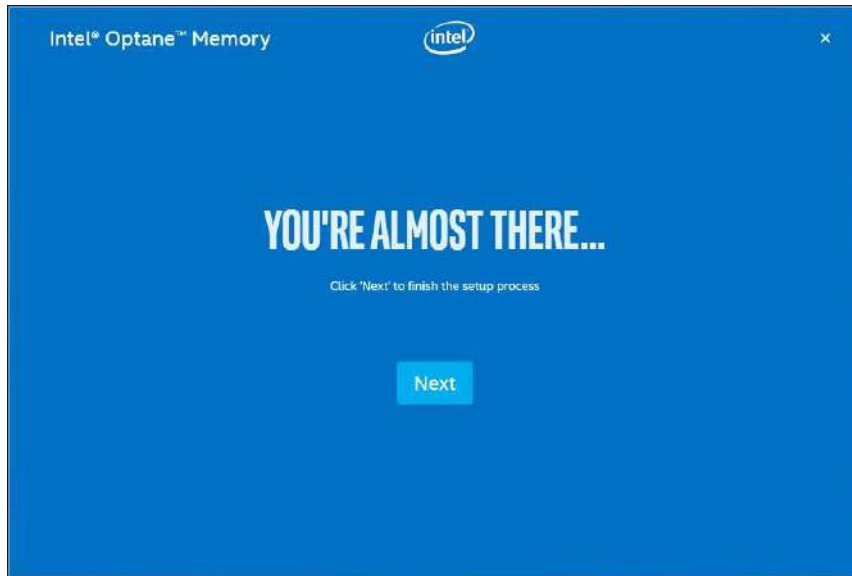 Intel® Optane™ Memory
intel
×
YOU'RE ALMOST THERE...
Click 'Next' to finish the setup process
Next